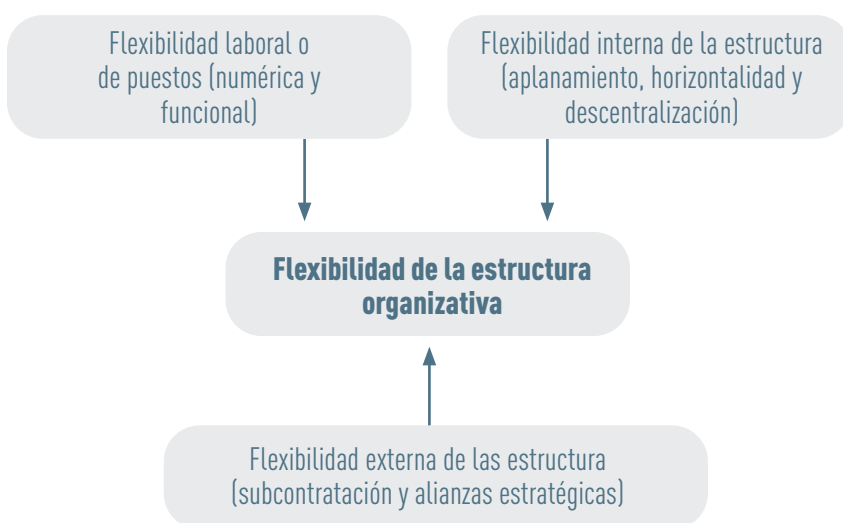 Flexibilidad laboral o
de puestos (numérica y
funcional)
Flexibilidad interna de la estructura
(aplanamiento, horizontalidad y
descentralización)
Flexibilidad de la estructura
organizativa
Flexibilidad externa de las estructura
(subcontratación y alianzas estratégicas)